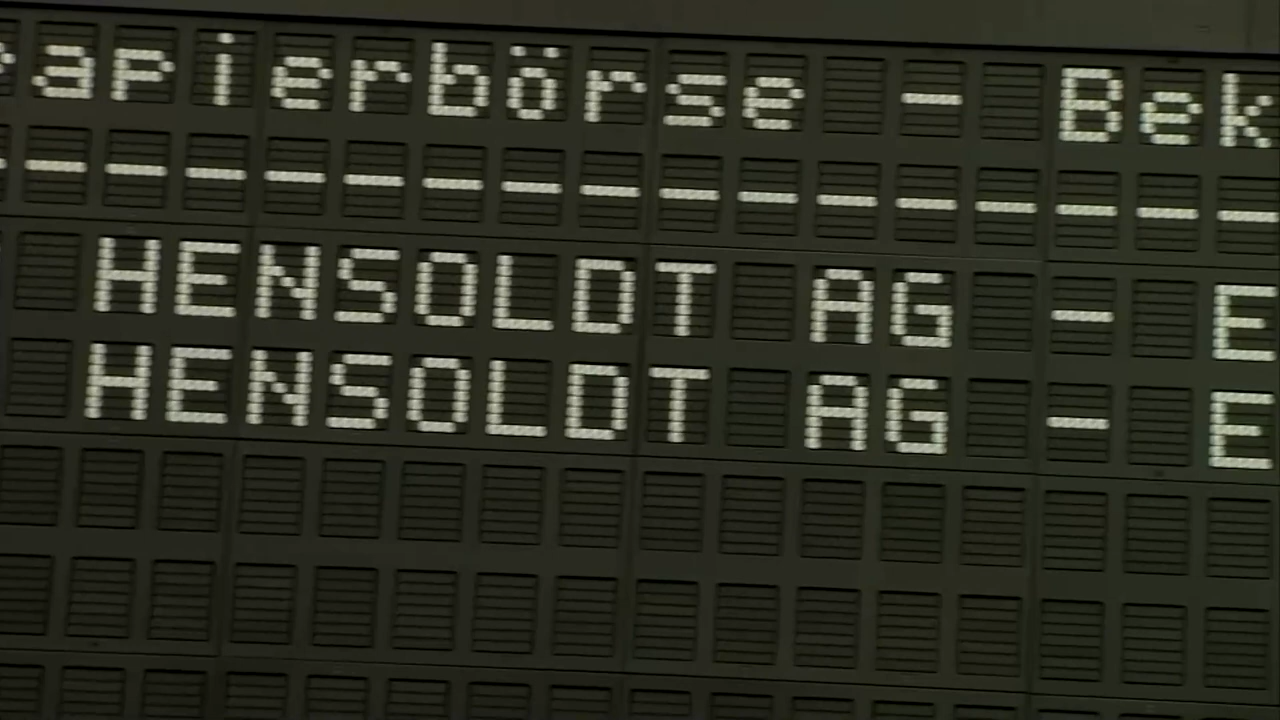 apierbörse - Bek
----------------
HENSOLDT AG - E
HENSOLDT AG - E